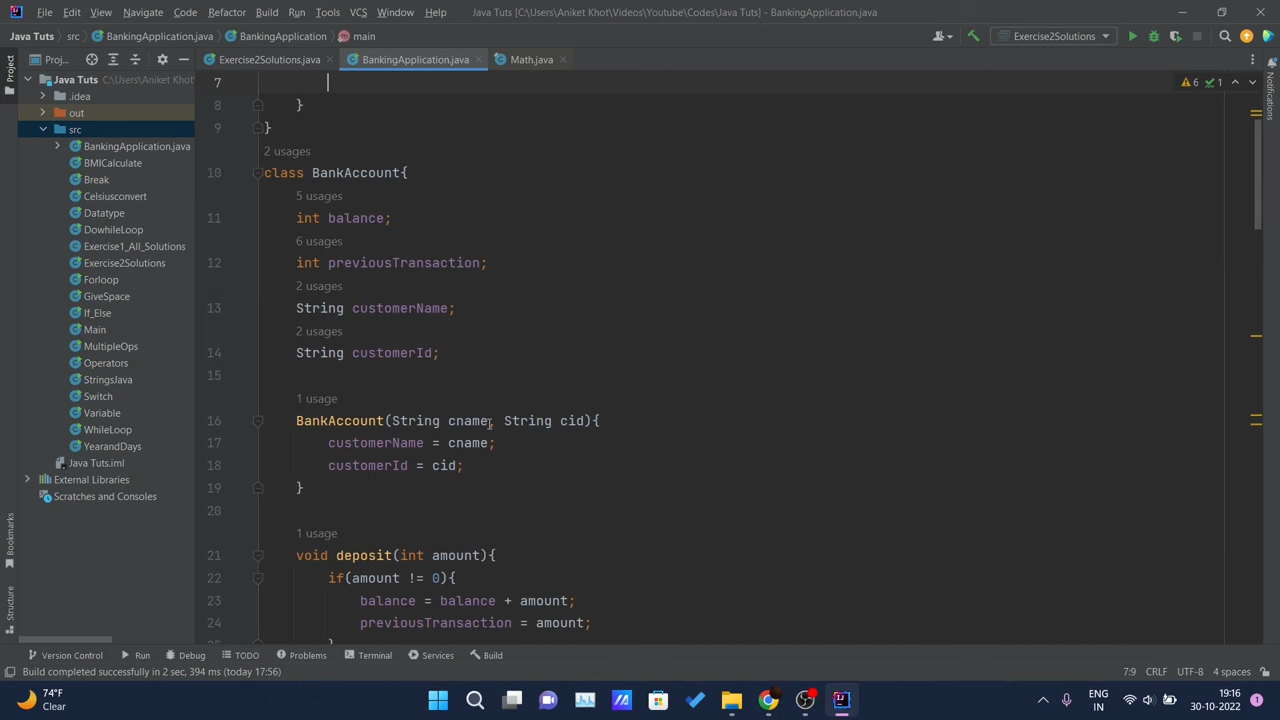 File Edit View Navigate Code Refactor Build Run Tools VCS Window Help Java Tuts [C:\Users\Aniket Khot\Videos\Youtube\Codes\Java Tuts] - BankingApplication.java
Java Tuts src BankingApplication.java BankingApplication main Exercise2Solutions
Project
Proj... Exercise2Solutions.java BankingApplication.java Math.java
Notifications
Java Tuts C:\Users\Aniket Khot
.idea
out
src
BankingApplication.java
BMICalculate
Break
Celsiusconvert
Datatype
DowhileLoop
Exercise1_All_Solutions
Exercise2Solutions
Forloop
GiveSpace
If_Else
Main
MultipleOps
Operators
StringsJava
Switch
Variable
WhileLoop
YearandDays
Java Tuts.iml
External Libraries
Scratches and Consoles
Bookmarks
Structure
6 1
7
8 }
9 }
2 usages
10 class BankAccount{
5 usages
11 int balance;
6 usages
12 int previousTransaction;
2 usages
13 String customerName;
2 usages
14 String customerId;
15
1 usage
16 BankAccount(String cname, String cid){
17 customerName = cname;
18 customerId = cid;
19 }
20
1 usage
21 void deposit(int amount){
22 if(amount != 0){
23 balance = balance + amount;
24 previousTransaction = amount;
25 }
Version Control Run Debug TODO Problems Terminal Services Build
Build completed successfully in 2 sec, 394 ms (today 17:56) 7:9 CRLF UTF-8 4 spaces
74°F
Clear
ENG
IN
19:16
30-10-2022
1